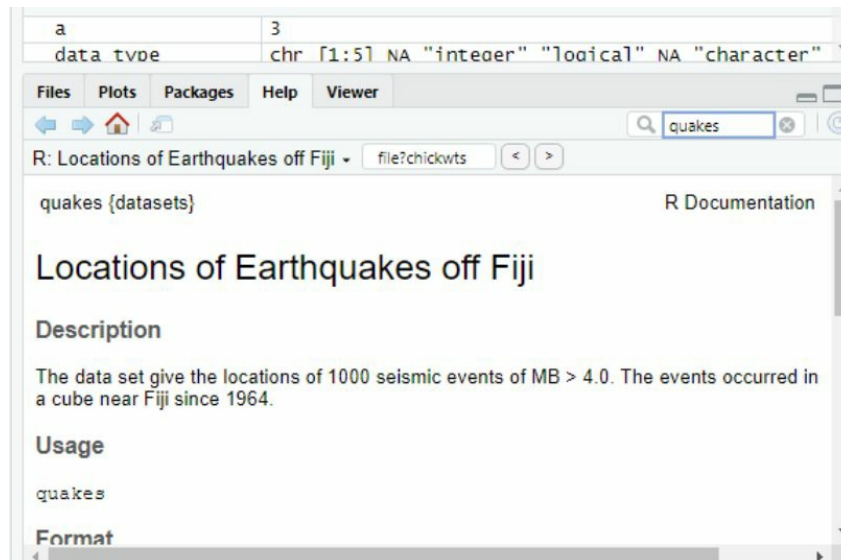 a 3
data type chr [1:5] NA "integer" "logical" NA "character"
Files Plots Packages Help Viewer
quakes
R: Locations of Earthquakes off Fiji file?chickwts < >
quakes {datasets} R Documentation
Locations of Earthquakes off Fiji
Description
The data set give the locations of 1000 seismic events of MB > 4.0. The events occurred in
a cube near Fiji since 1964.
Usage
quakes
Format